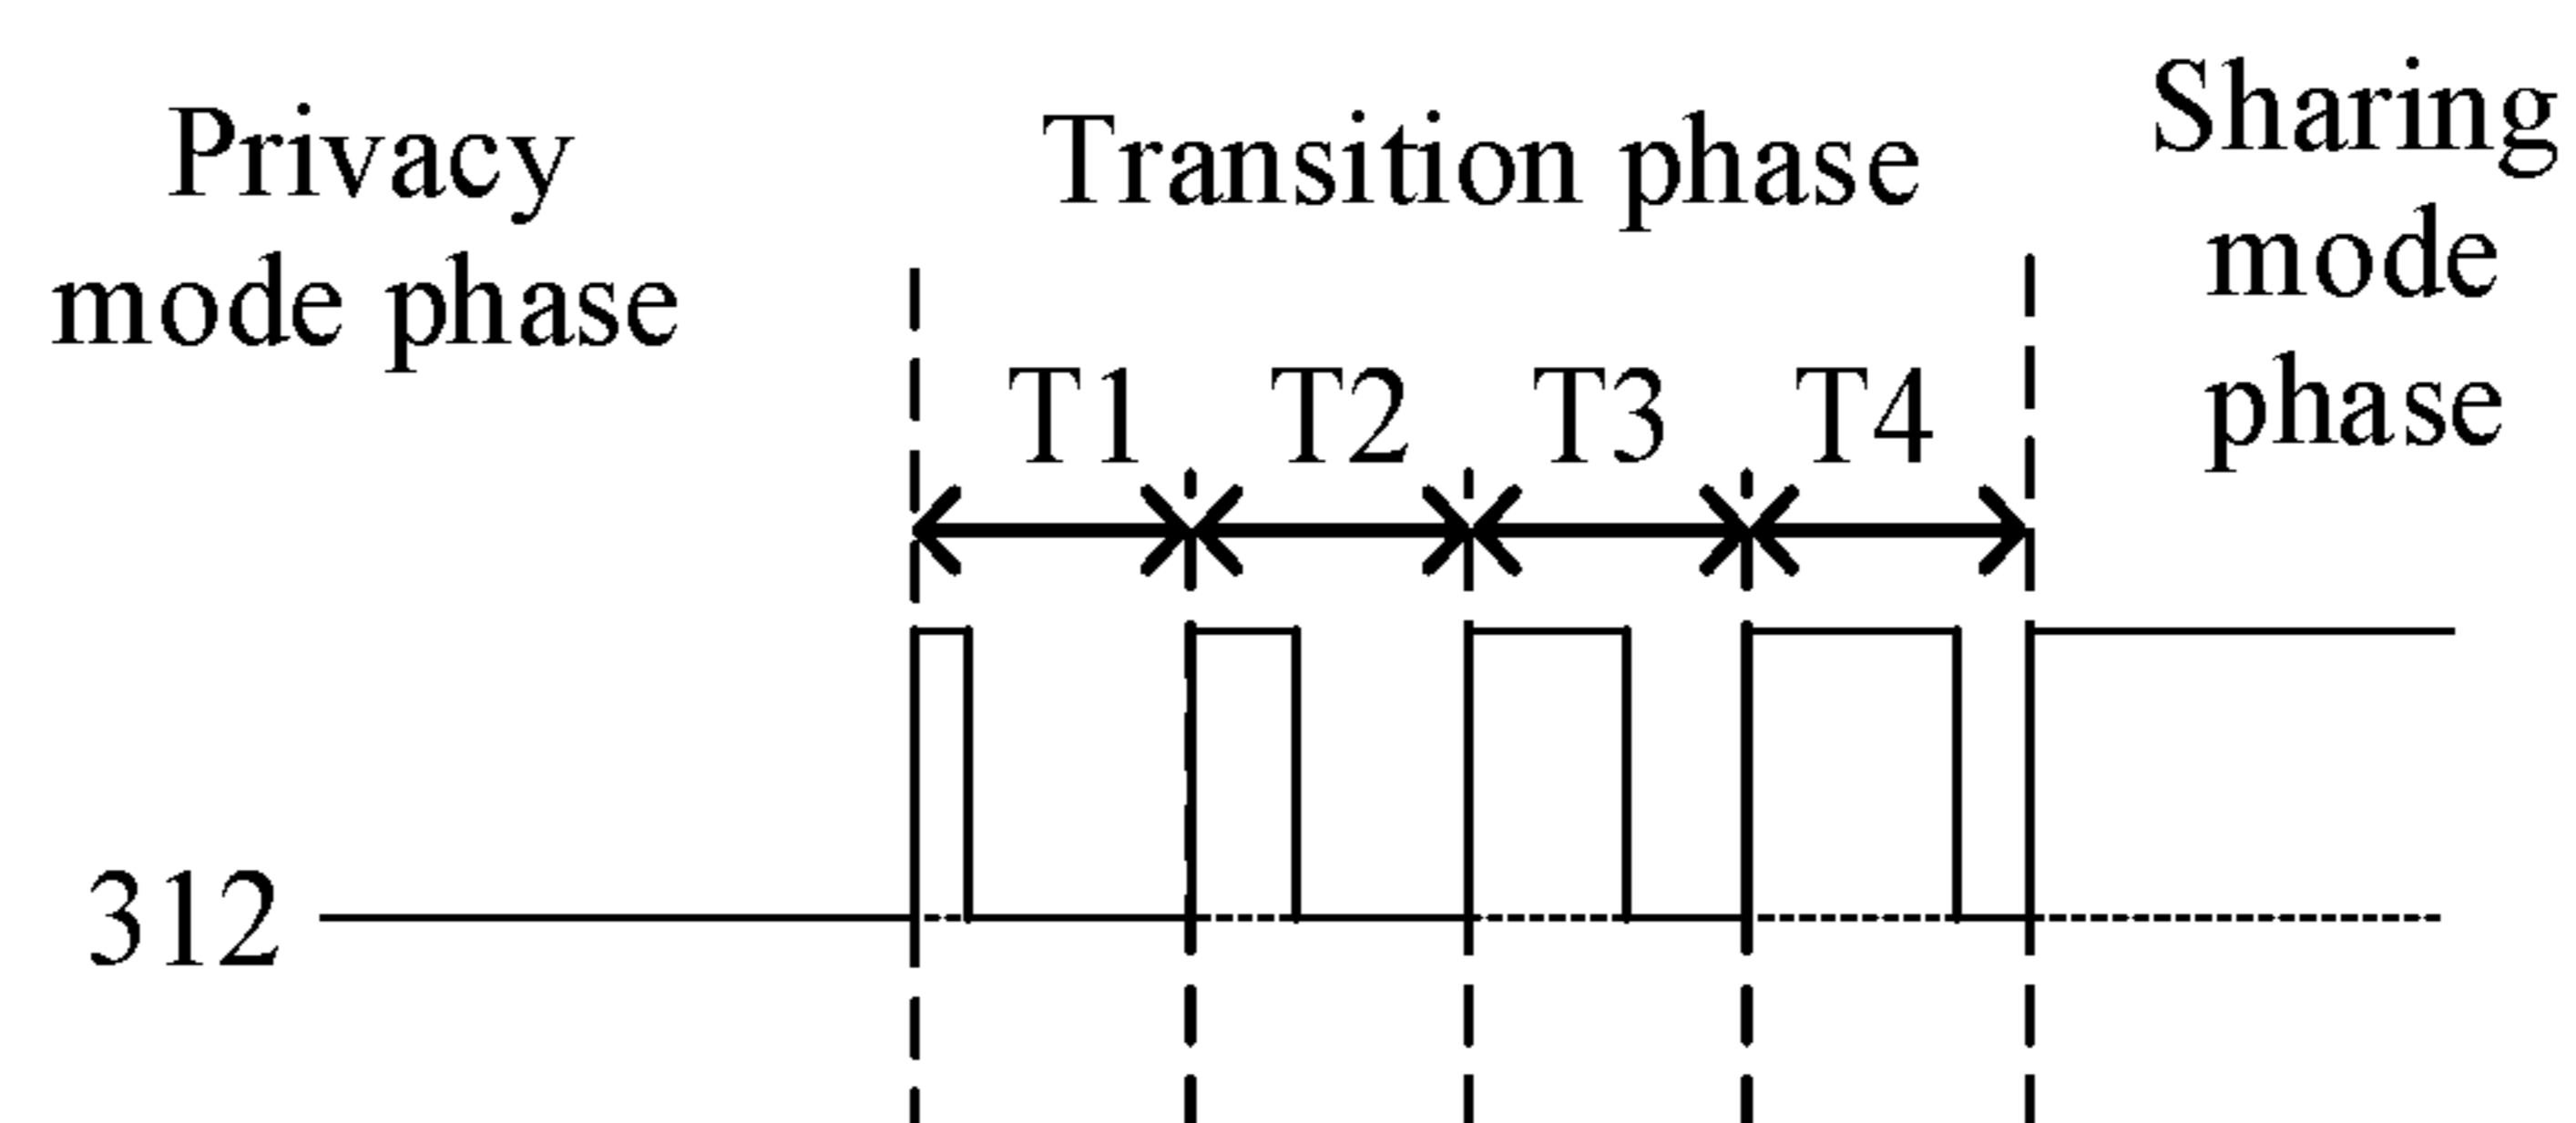 Privacy
mode phase
Transition phase
Sharing
mode
phase
T1 T2 T3 T4
312